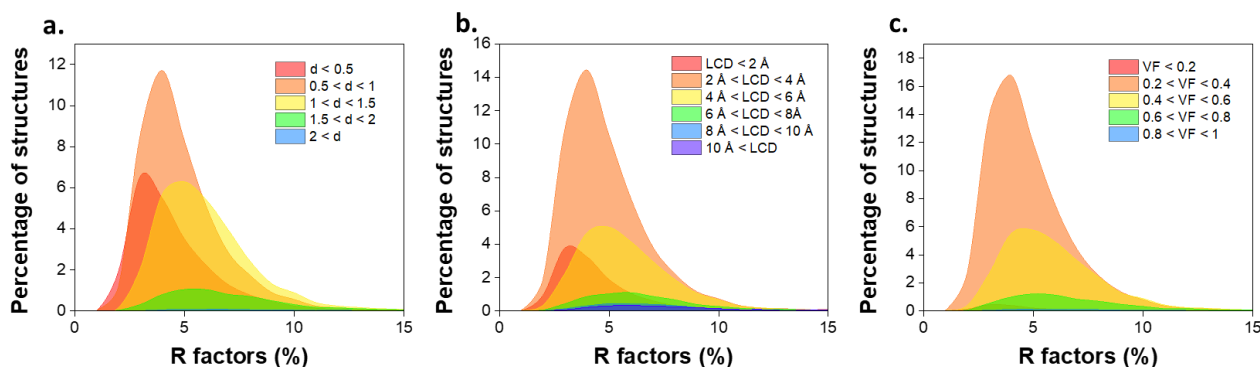 a.
Percentage of structures
12
10
8
6
4
2
0
d < 0.5
0.5 < d < 1
1 < d < 1.5
1.5 < d < 2
2 < d
0 5 10 15
R factors (%)
b.
Percentage of structures
16
14
12
10
8
6
4
2
0
LCD < 2 Å
2 Å < LCD < 4 Å
4 Å < LCD < 6 Å
6 Å < LCD < 8Å
8 Å < LCD < 10 Å
10 Å < LCD
0 5 10 15
R factors (%)
c.
Percentage of structures
18
16
14
12
10
8
6
4
2
0
VF < 0.2
0.2 < VF < 0.4
0.4 < VF < 0.6
0.6 < VF < 0.8
0.8 < VF < 1
0 5 10 15
R factors (%)